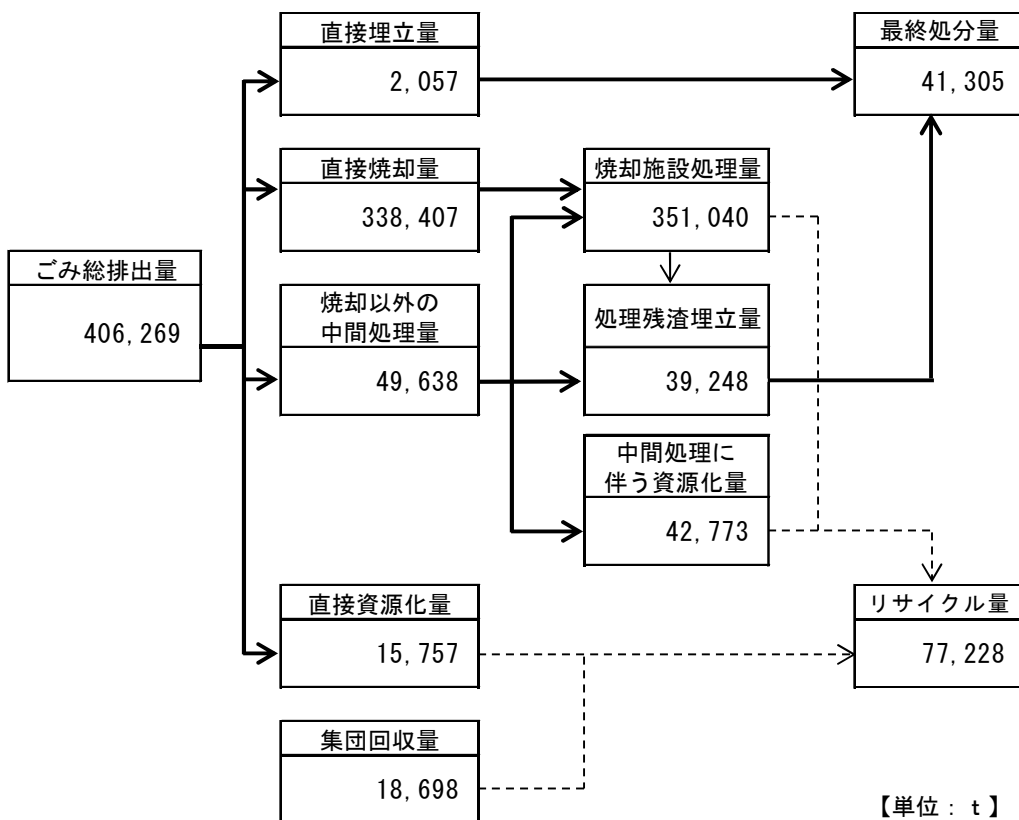 直接埋立量
2,057
最終処分量
41,305
直接焼却量
338,407
焼却施設処理量
351,040
ごみ総排出量
406,269
焼却以外の
中間処理量
49,638
処理残渣埋立量
39,248
中間処理に
伴う資源化量
42,773
直接資源化量
15,757
リサイクル量
77,228
集団回収量
18,698
【単位：ｔ】